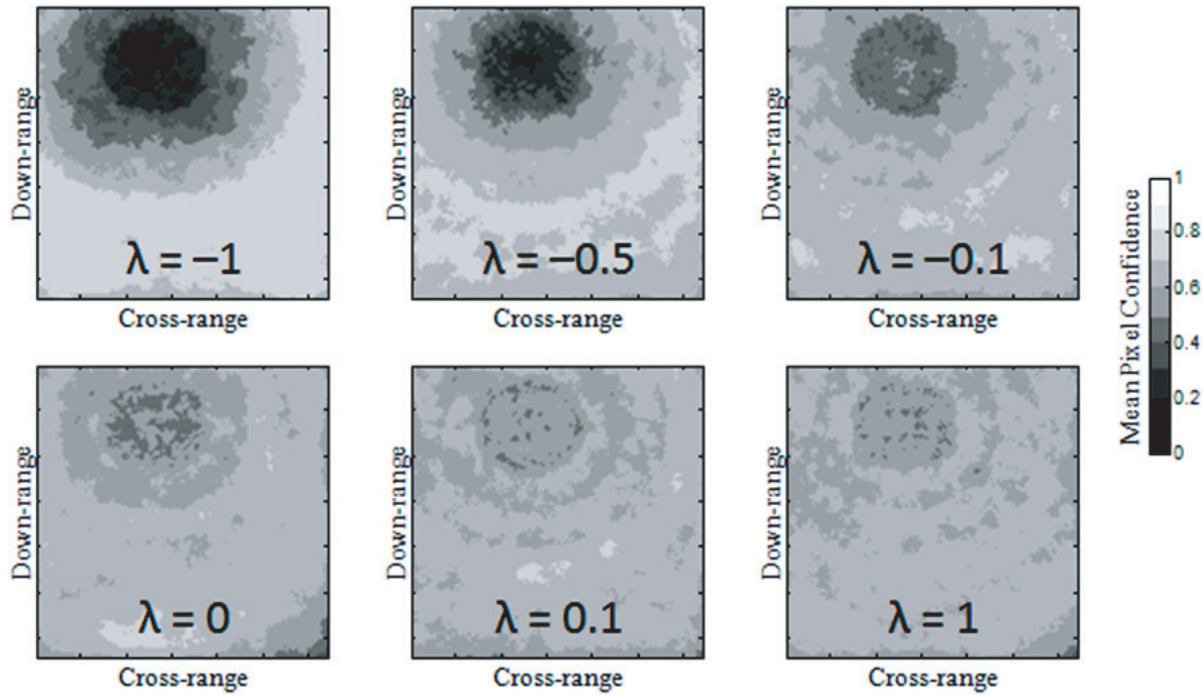 Down-range
λ = –1
Cross-range
Down-range
λ = –0.5
Cross-range
Down-range
λ = –0.1
Cross-range
Down-range
λ = 0
Cross-range
Down-range
λ = 0.1
Cross-range
Down-range
λ = 1
Cross-range
Mean Pixel Confidence
1
0.8
0.6
0.4
0.2
0